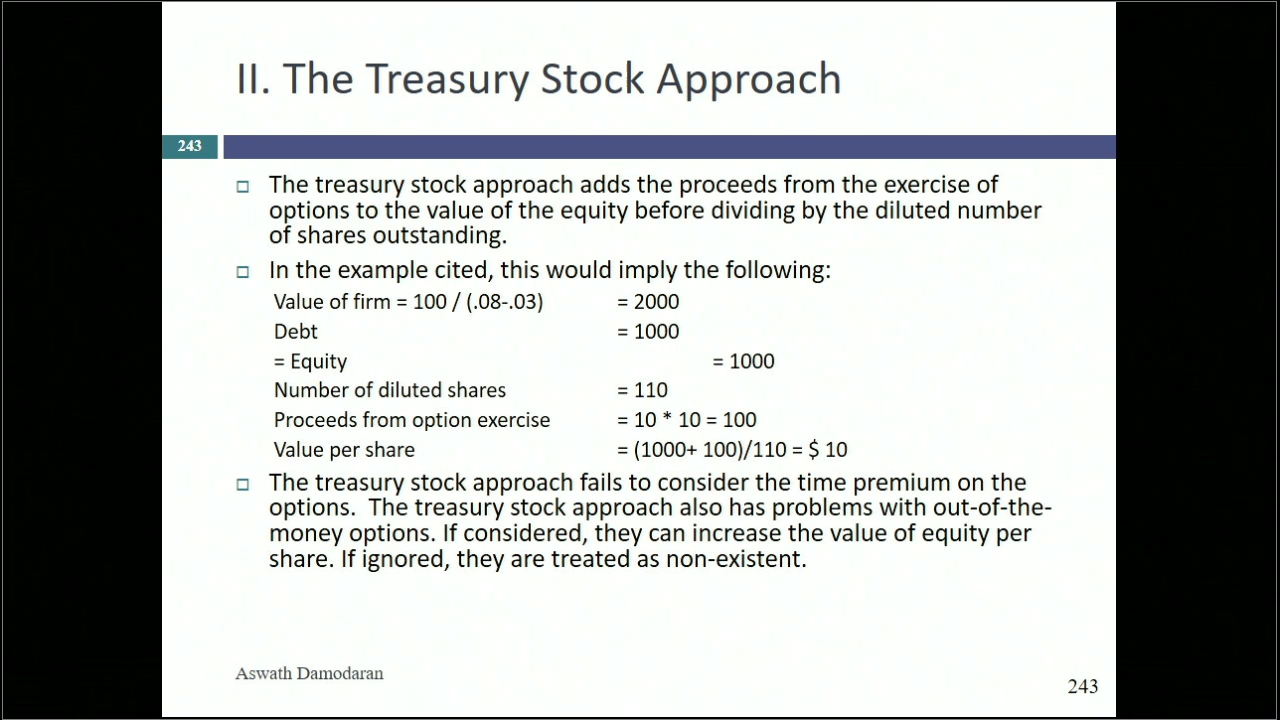 II. The Treasury Stock Approach
243
□ The treasury stock approach adds the proceeds from the exercise of
options to the value of the equity before dividing by the diluted number
of shares outstanding.
□ In the example cited, this would imply the following:
Value of firm = 100 / (.08-.03) = 2000
Debt = 1000
= Equity = 1000
Number of diluted shares = 110
Proceeds from option exercise = 10 * 10 = 100
Value per share = (1000+ 100)/110 = $ 10
□ The treasury stock approach fails to consider the time premium on the
options.  The treasury stock approach also has problems with out-of-the-
money options. If considered, they can increase the value of equity per
share. If ignored, they are treated as non-existent.
Aswath Damodaran
243